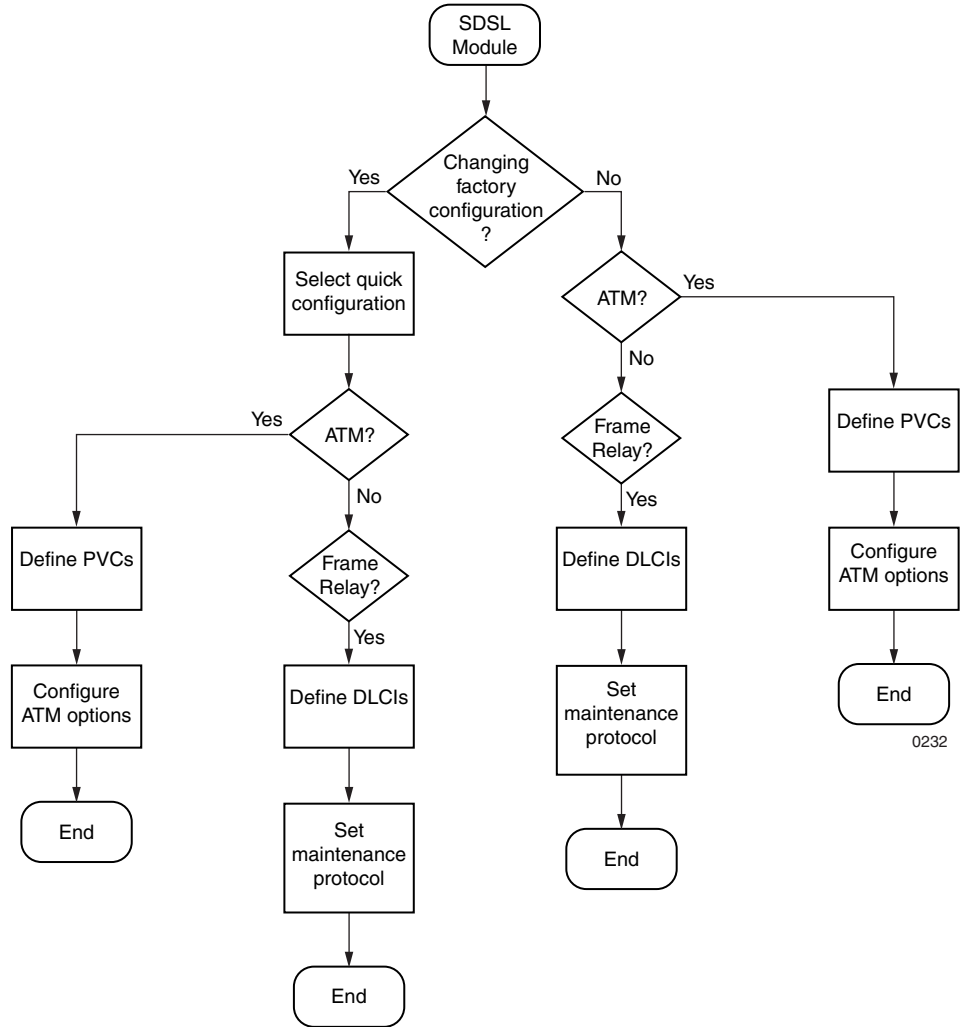 SDSL
Module
Changing
factory
configuration
?
Yes
No
Select quick
configuration
ATM?
Yes
No
ATM?
Yes
No
Define PVCs
Configure
ATM options
End
Frame
Relay?
Yes
Define DLCIs
Set
maintenance
protocol
End
Frame
Relay?
Yes
Define DLCIs
Set
maintenance
protocol
End
Define PVCs
Configure
ATM options
End
0232